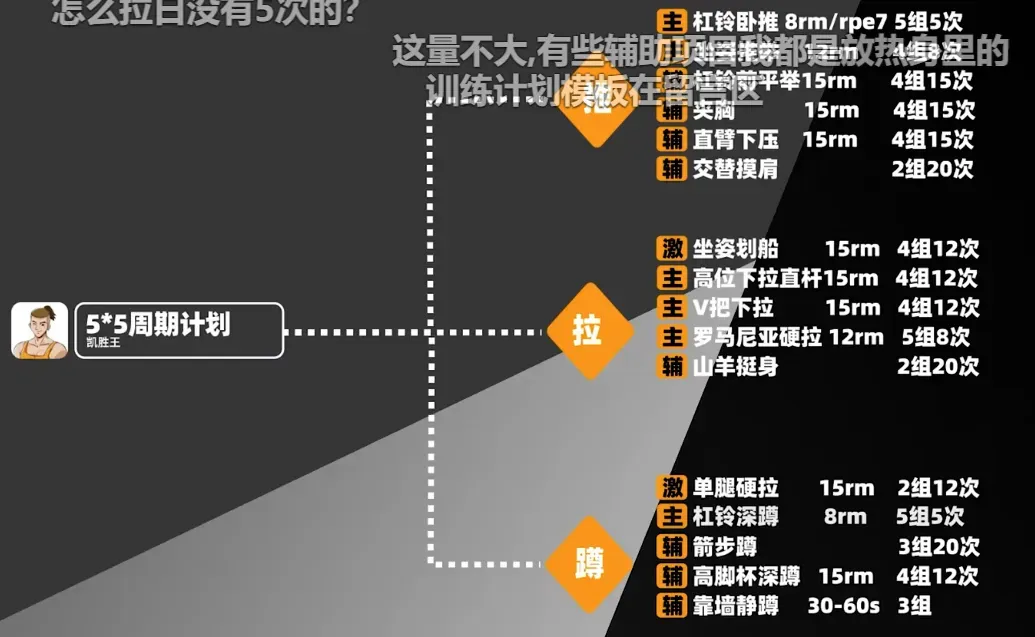 怎么拉日没有5次的?
这量不大,有些辅助项目我都是放热身里的
训练计划模板在留言区
5*5周期计划
凯胜王
推
主 杠铃卧推 8rm/rpe7 5组5次
12rm 4组8次
辅 杠铃前平举15rm 4组15次
辅 夹胸 15rm 4组15次
辅 直臂下压 15rm 4组15次
辅 交替摸肩 2组20次
拉
激 坐姿划船 15rm 4组12次
主 高位下拉直杆15rm 4组12次
主 V把下拉 15rm 4组12次
主 罗马尼亚硬拉 12rm 5组8次
辅 山羊挺身 2组20次
蹲
激 单腿硬拉 15rm 2组12次
主 杠铃深蹲 8rm 5组5次
辅 箭步蹲 3组20次
辅 高脚杯深蹲 15rm 4组12次
辅 靠墙静蹲 30-60s 3组